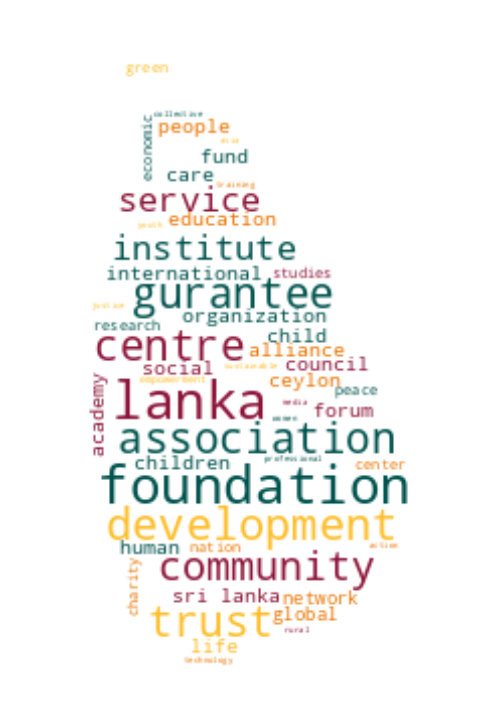 green
collective
economic
people
asia
fund
care
training
service
education
youth
institute
international
studies
gurantee
justice
organization
research
child
centre
alliance
social
sustainable
council
empowerment
ceylon
peace
academy
lanka
media
forum
women
association
children
professional
center
foundation
development
human
nation
action
community
charity
sri lanka
network
trust
global
rural
life
technology